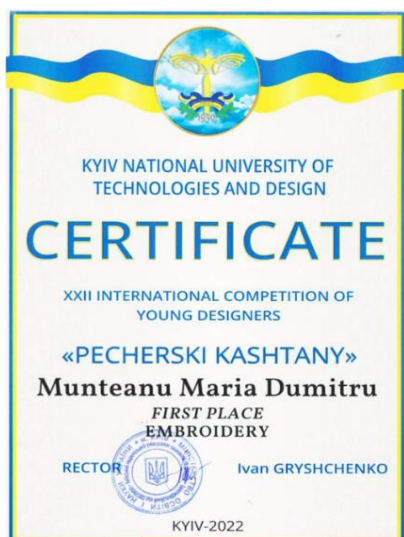 1930
KYIV NATIONAL UNIVERSITY OF
TECHNOLOGIES AND DESIGN
CERTIFICATE
XXII INTERNATIONAL COMPETITION OF
YOUNG DESIGNERS
«PECHERSKI KASHTANY»
Munteanu Maria Dumitru
FIRST PLACE
EMBROIDERY
RECTOR
Ivan GRYSHCHENKO
KYIV-2022